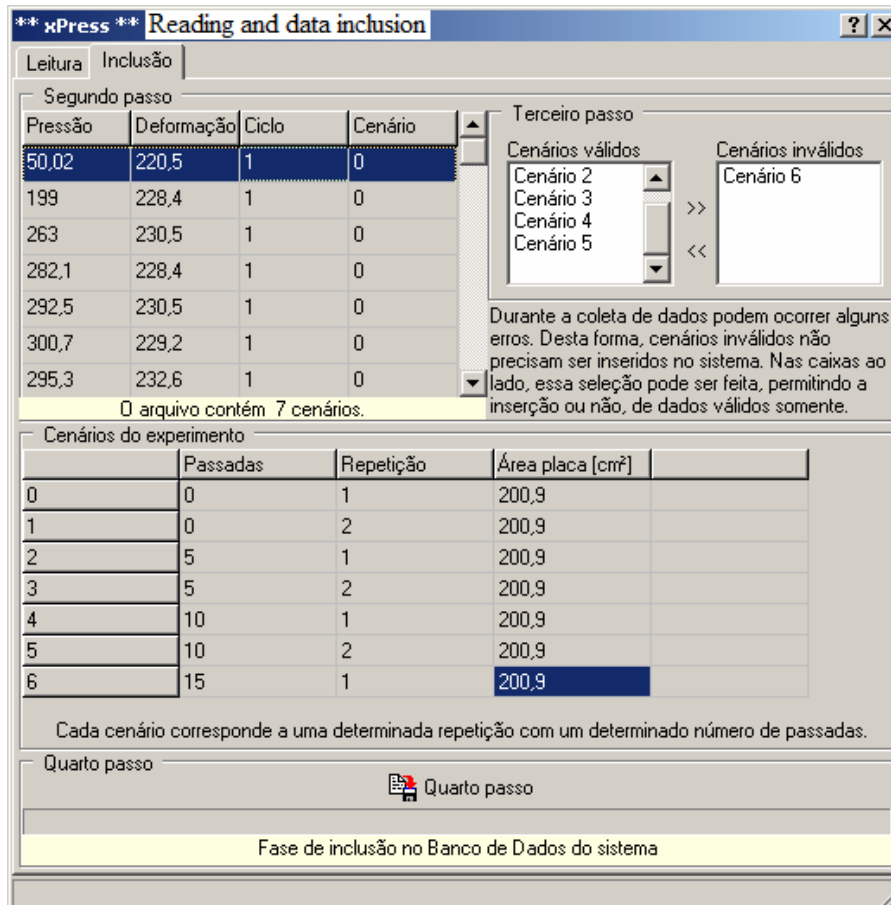 ** xPress ** Reading and data inclusion
Leitura Inclusão
Segundo passo
Pressão Deformação Ciclo Cenário
50,02 220,5 1 0
199 228,4 1 0
263 230,5 1 0
282,1 228,4 1 0
292,5 230,5 1 0
300,7 229,2 1 0
295,3 232,6 1 0
O arquivo contém 7 cenários.
Terceiro passo
Cenários válidos Cenários inválidos
Cenário 2 Cenário 6
Cenário 3 >>
Cenário 4
Cenário 5 <<
Durante a coleta de dados podem ocorrer alguns
erros. Desta forma, cenários inválidos não
precisam ser inseridos no sistema. Nas caixas ao
lado, essa seleção pode ser feita, permitindo a
inserção ou não, de dados válidos somente.
Cenários do experimento
Passadas Repetição Área placa [cm²]
0 0 1 200,9
1 0 2 200,9
2 5 1 200,9
3 5 2 200,9
4 10 1 200,9
5 10 2 200,9
6 15 1 200,9
Cada cenário corresponde a uma determinada repetição com um determinado número de passadas.
Quarto passo
Quarto passo
Fase de inclusão no Banco de Dados do sistema